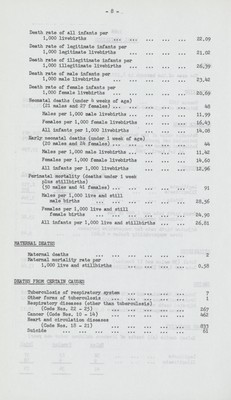 - 2 -
Death rate of all infants per
1,000 livebirths ... ... ... ... 22,09
Death rate of legitimate infants per
1,000 legitimate livebirths ... ... ... 21,02
Death rate of illegitimate infants per
1,000 illegitimate livebirths ... ... ...
Death rate of male infants per
1,000 male livebirths ... ... ... 23,42
Death rate of female infants per
1,000 female livebirths ... ... ... 20,69
Neonatal deaths (under 4 weeks of age)
(21 males and 27 females) ... ... ... 48
Males per 1,000 male livebirths ... ... ...
Females per 1,000 female livebirths ... ... 16,43
All infants per 1,000 livebirths ... ... 14,06
Early neonatal deaths (under 1 week of age)
(20 males and 24 females) ... ... ... 44
Males per 1,000 male livebirths ... ... 11,42
Females per 1,000 female livebirths ... ... 14,60
All infants per 1,000 livebirths ... ... 12,96
Perinatal mortality (deaths under 1 week
plus stillbirths)
(50 males and 41 females) ... ... ... 91
Males per 1,000 live and still
male births ... ... ... ... 28,56
Females per 1,000 live and still
female births ... ... ... ... 24,90
All infants per 1,000 live and stillbirths ... 26,81
MATERNAL DEATHS
Maternal deaths ... ... ... ... 2
Maternal mortality rate per
1,000 live and stillbirths ... ... ... 0.58
DEATHS FROM CERTAIN CAUSES
Tuberculosis of respiratory system ... ... ... 7
Other forms of tuberculosis ... ... ... 1
Respiratory diseases (other than tuberculosis)
(Code Nos. 22 - 25) ... ... ... 287
Cancer (Code Nos. 10 - 14) ... ... ... 462
Heart and circulation diseases
(Code Nos. 18 - 21) ... ... ... 893
Suicide ... ... ... ... 21